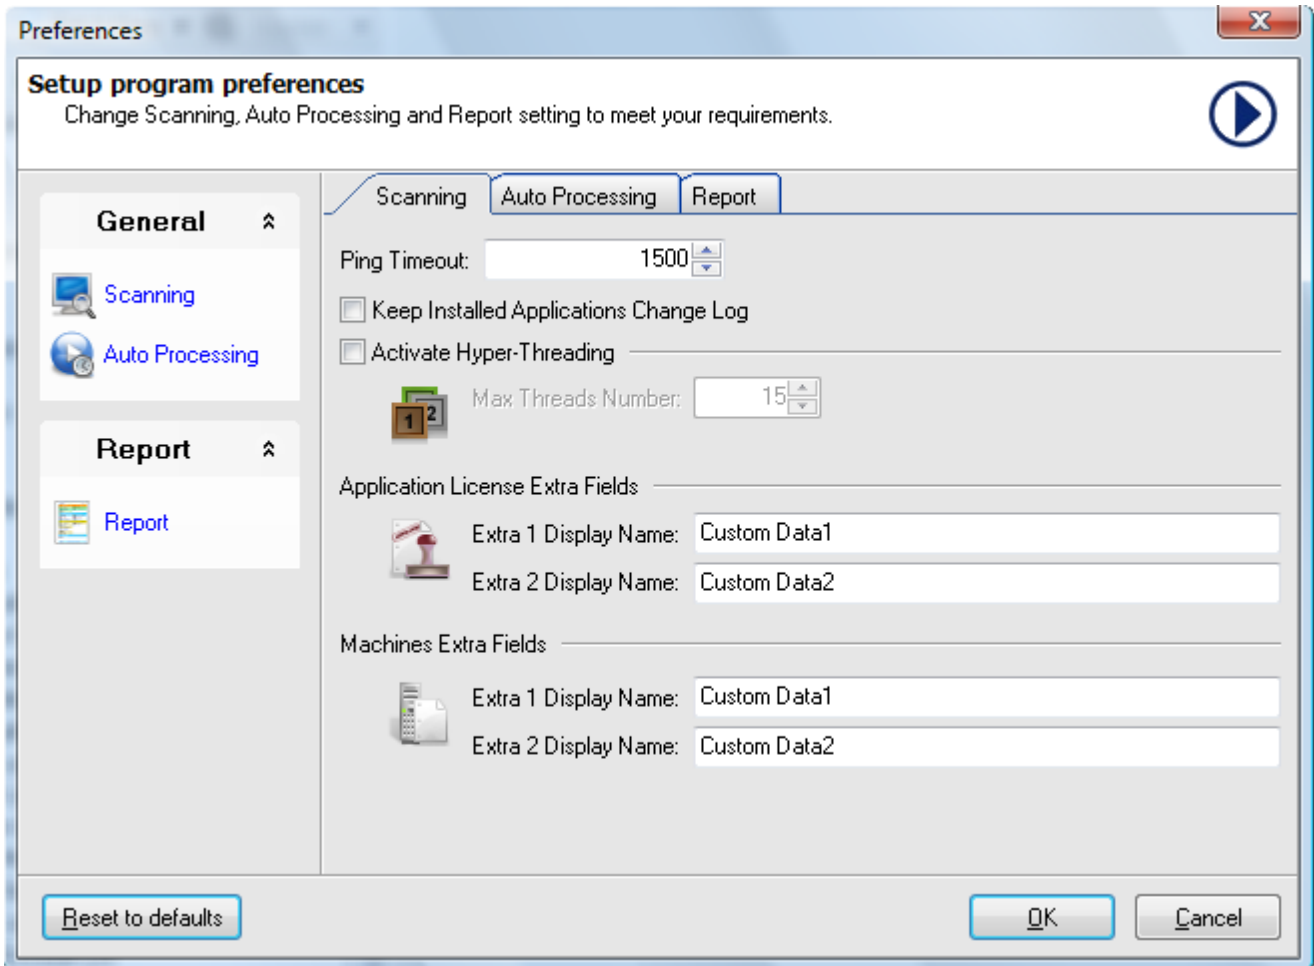 Preferences
Setup program preferences
Change Scanning, Auto Processing and Report setting to meet your requirements.
General
Scanning
Auto Processing
Report
Report
Scanning Auto Processing Report
Ping Timeout: 1500
Keep Installed Applications Change Log
Activate Hyper-Threading
1 2 Max Threads Number: 15
Application License Extra Fields
Extra 1 Display Name: Custom Data1
Extra 2 Display Name: Custom Data2
Machines Extra Fields
Extra 1 Display Name: Custom Data1
Extra 2 Display Name: Custom Data2
Reset to defaults OK Cancel